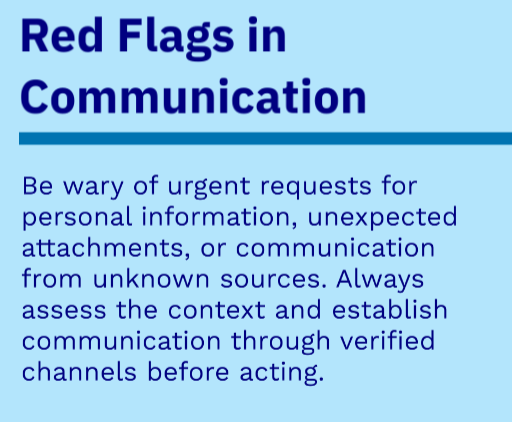 Red Flags in
Communication
Be wary of urgent requests for
personal information, unexpected
attachments, or communication
from unknown sources. Always
assess the context and establish
communication through verified
channels before acting.